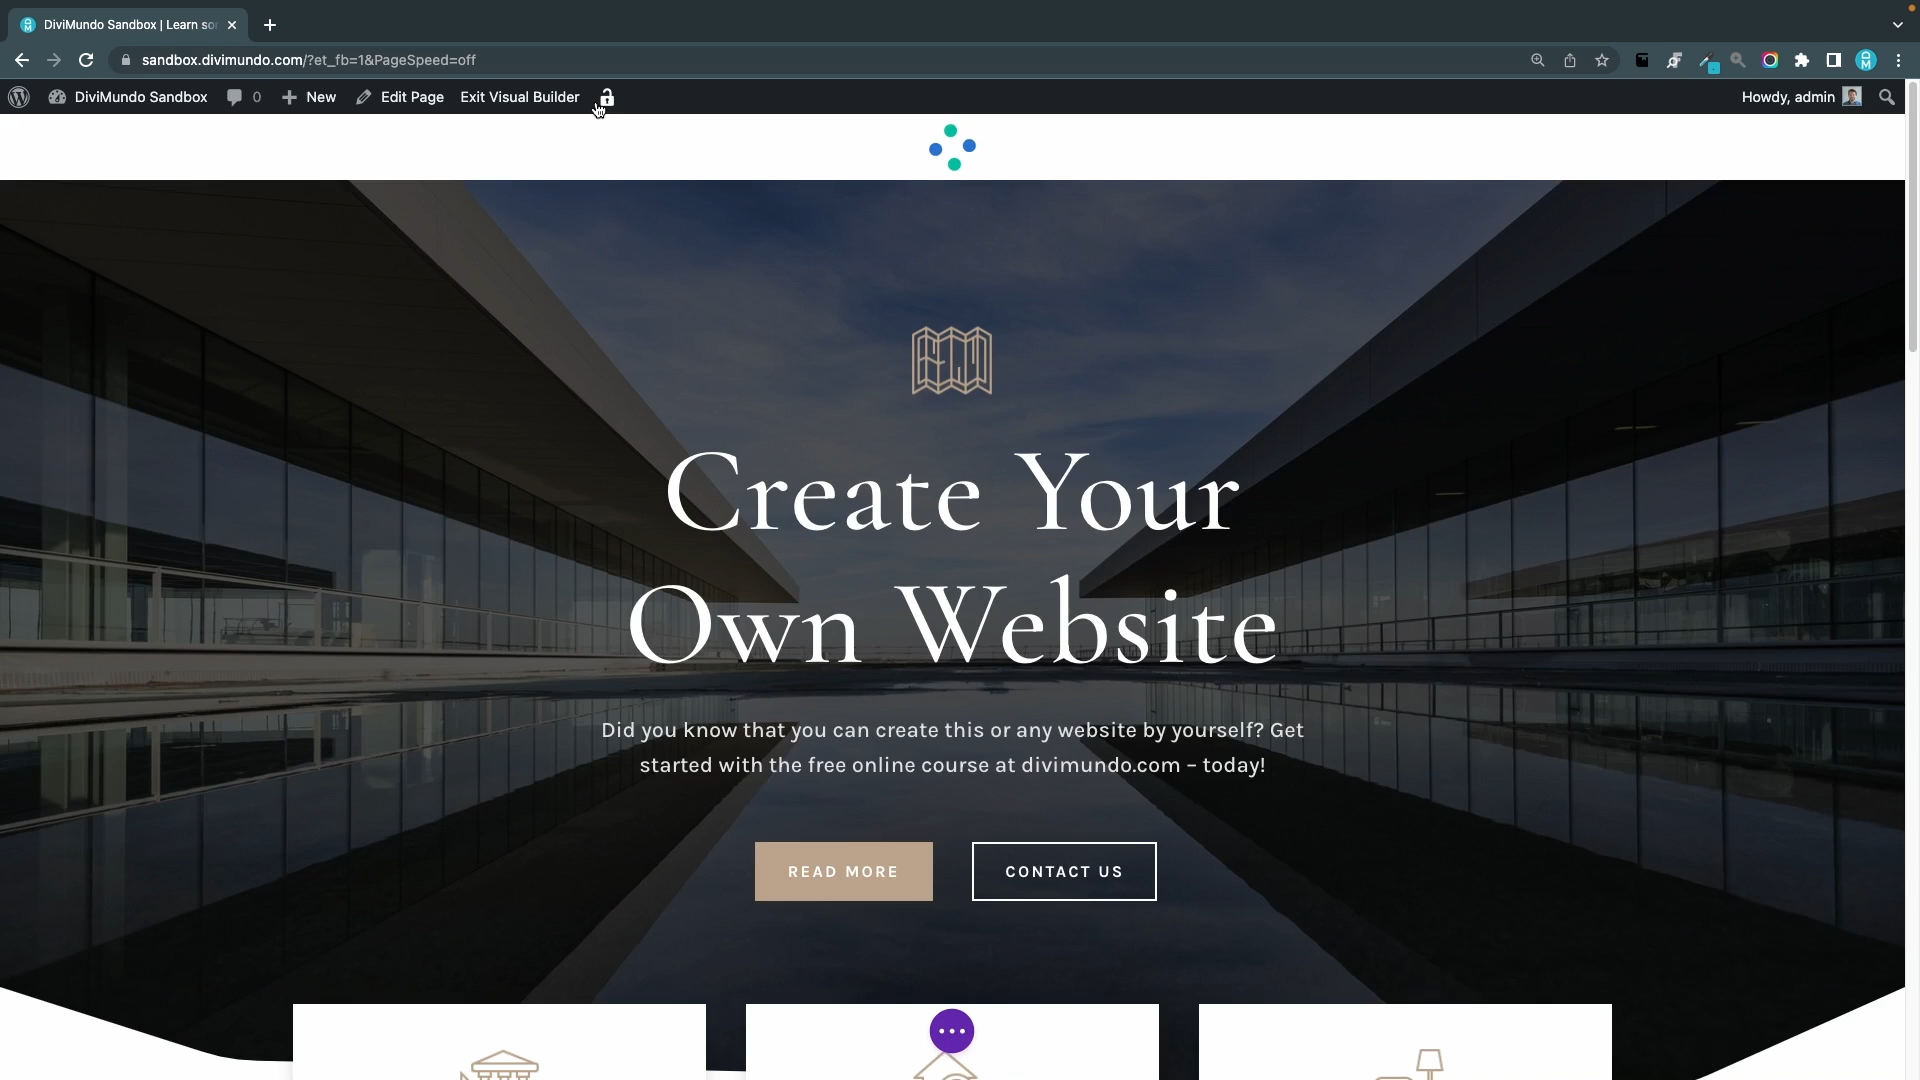 DiviMundo Sandbox | Learn so
sandbox.divimundo.com/?et_fb=1&PageSpeed=off
DiviMundo Sandbox 0 New Edit Page Exit Visual Builder Howdy, admin
Create Your
Own Website
Did you know that you can create this or any website by yourself? Get
started with the free online course at divimundo.com – today!
READ MORE CONTACT US